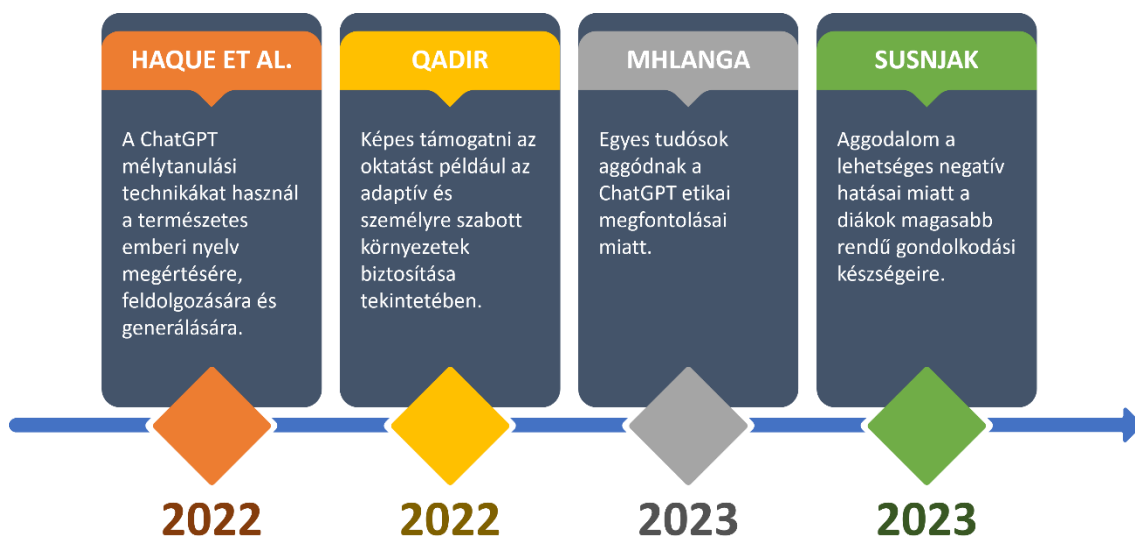 HAQUE ET AL.
A ChatGPT
mélytanulási
technikákat használ
a természetes
emberi nyelv
megértésére,
feldolgozására és
generálására.
2022
QADIR
Képes támogatni az
oktatást például az
adaptív és
személyre szabott
környezetek
biztosítása
tekintetében.
2022
MHLANGA
Egyes tudósok
aggódnak a
ChatGPT etikai
megfontolásai
miatt.
2023
SUSNJAK
Aggodalom a
lehetséges negatív
hatásai miatt a
diákok magasabb
rendű gondolkodási
készségeire.
2023